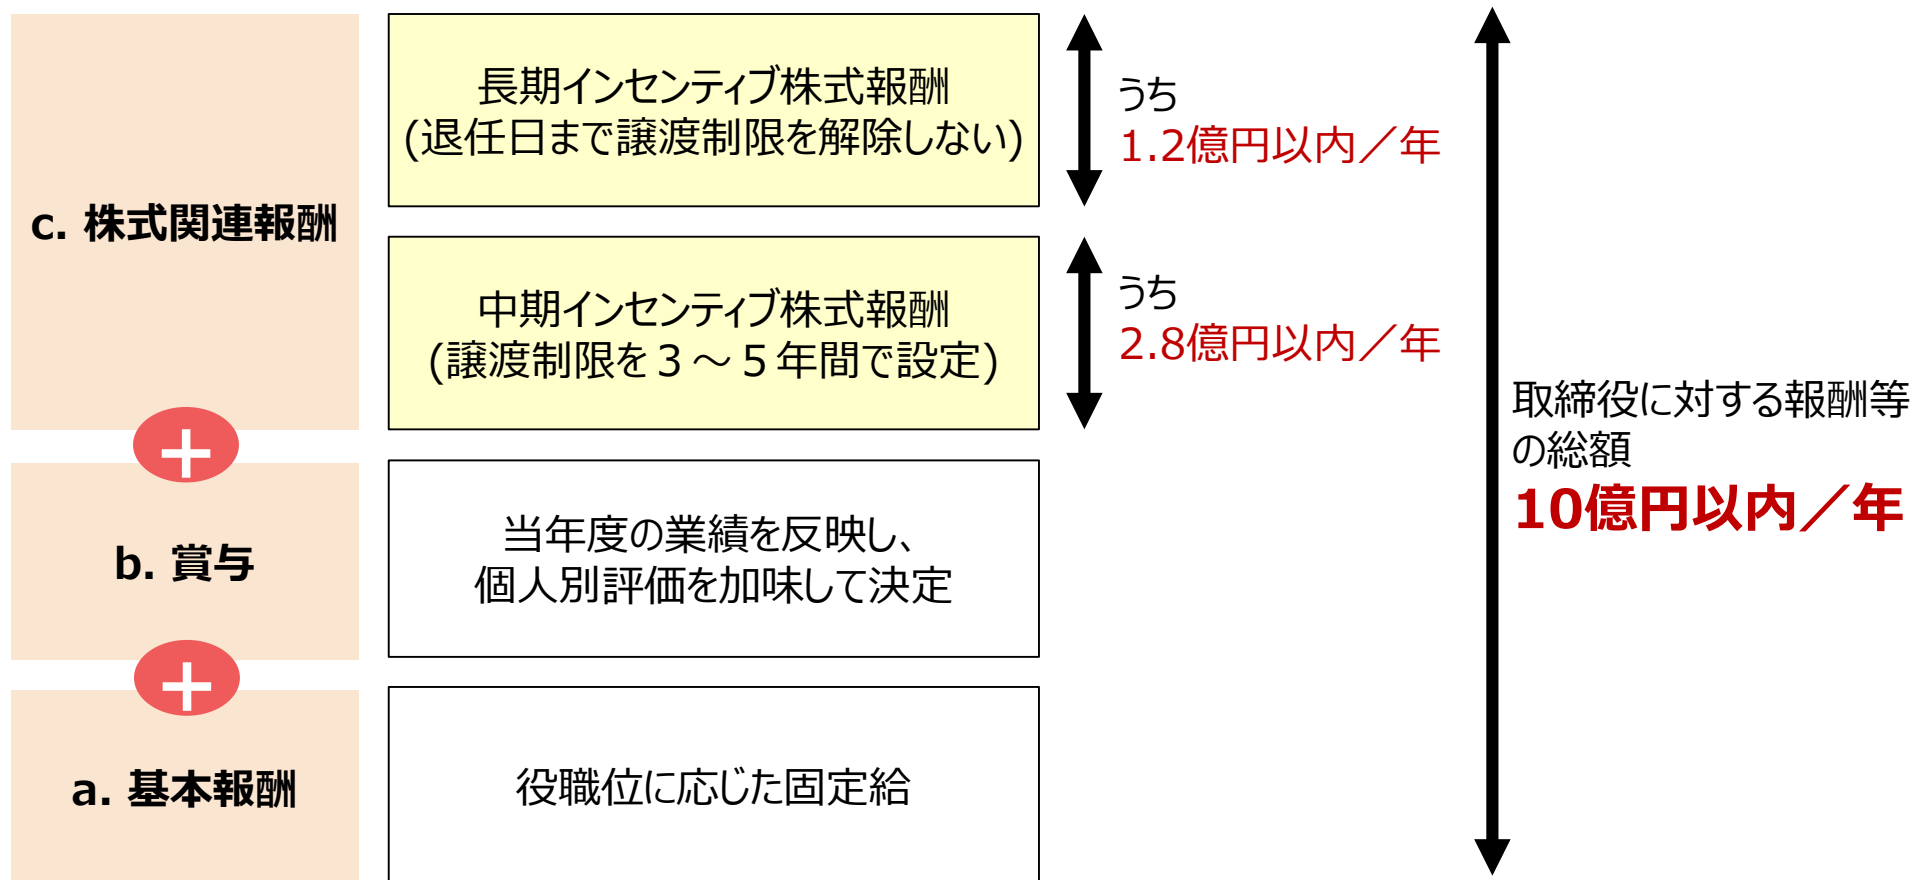 c. 株式関連報酬
長期インセンティブ株式報酬
(退任日まで譲渡制限を解除しない)
うち
1.2億円以内／年
中期インセンティブ株式報酬
(譲渡制限を３～５年間で設定)
うち
2.8億円以内／年
+
b. 賞与
当年度の業績を反映し、
個人別評価を加味して決定
+
a. 基本報酬
役職位に応じた固定給
取締役に対する報酬等
の総額
10億円以内／年